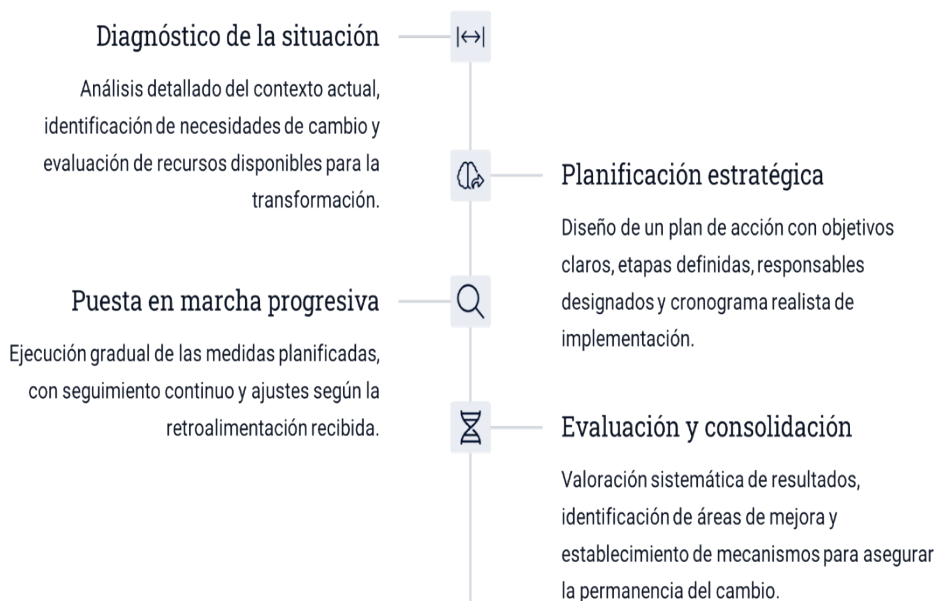 Diagnóstico de la situación
Análisis detallado del contexto actual,
identificación de necesidades de cambio y
evaluación de recursos disponibles para la
transformación.
Planificación estratégica
Diseño de un plan de acción con objetivos
claros, etapas definidas, responsables
designados y cronograma realista de
implementación.
Puesta en marcha progresiva
Ejecución gradual de las medidas planificadas,
con seguimiento continuo y ajustes según la
retroalimentación recibida.
Evaluación y consolidación
Valoración sistemática de resultados,
identificación de áreas de mejora y
establecimiento de mecanismos para asegurar
la permanencia del cambio.